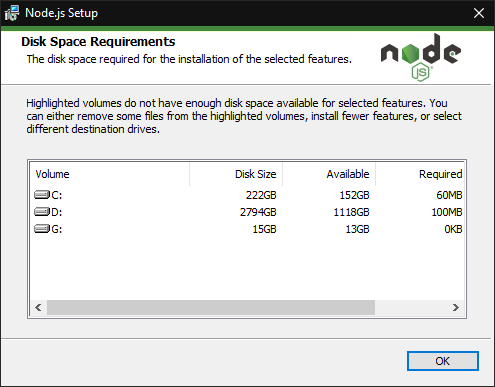 Node.js Setup
Disk Space Requirements
The disk space required for the installation of the selected features.
node
JS
Highlighted volumes do not have enough disk space available for selected features. You
can either remove some files from the highlighted volumes, install fewer features, or select
different destination drives.
Volume Disk Size Available Required
C: 222GB 152GB 60MB
D: 2794GB 1118GB 100MB
G: 15GB 13GB 0KB
OK